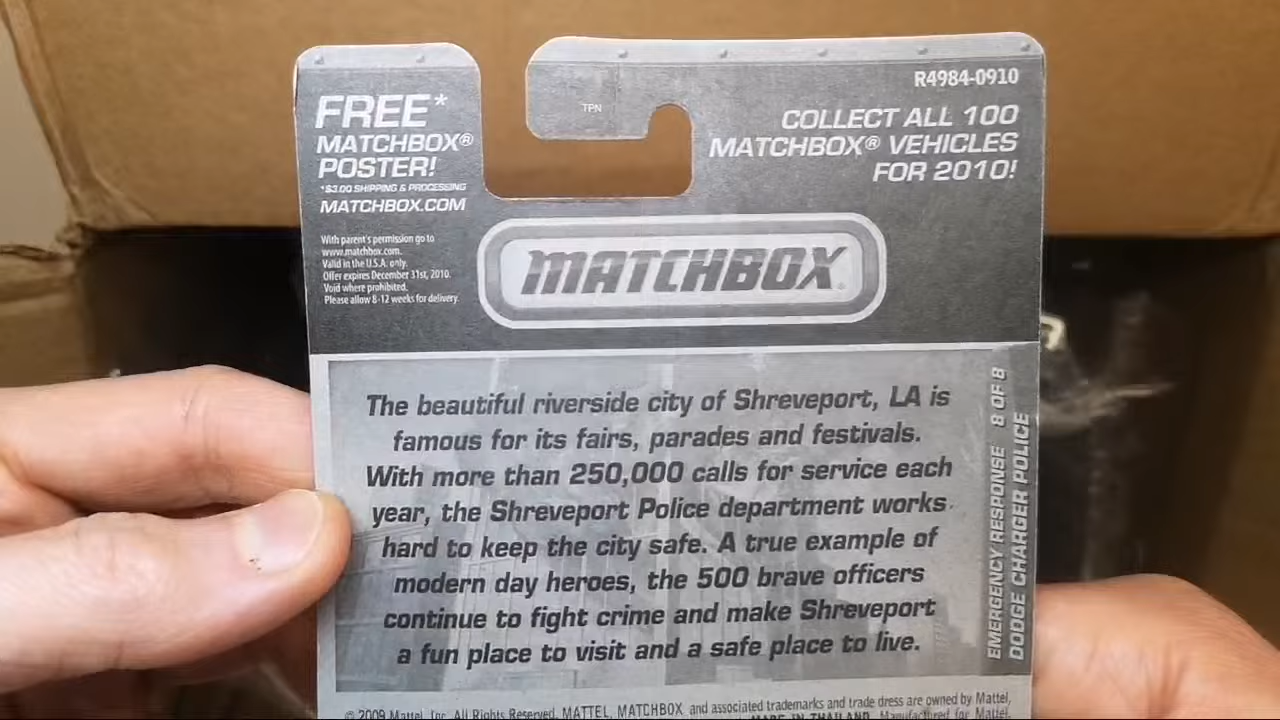 FREE*
MATCHBOX®
POSTER!
*$3.00 SHIPPING & PROCESSING
MATCHBOX.COM
With parent's permission go to
www.matchbox.com.
Valid in the U.S.A. only.
Offer expires December 31st, 2010.
Void where prohibited.
Please allow 8-12 weeks for delivery.
TPN
R4984-0910
COLLECT ALL 100
MATCHBOX® VEHICLES
FOR 2010!
MATCHBOX®
The beautiful riverside city of Shreveport, LA is
famous for its fairs, parades and festivals.
With more than 250,000 calls for service each
year, the Shreveport Police department works
hard to keep the city safe. A true example of
modern day heroes, the 500 brave officers
continue to fight crime and make Shreveport
a fun place to visit and a safe place to live.
EMERGENCY RESPONSE 8 OF 8
DODGE CHARGER POLICE
© 2009 Mattel, Inc. All Rights Reserved. MATTEL, MATCHBOX and associated trademarks and trade dress are owned by Mattel,
MADE IN THAILAND. Manufactured for Mattel,